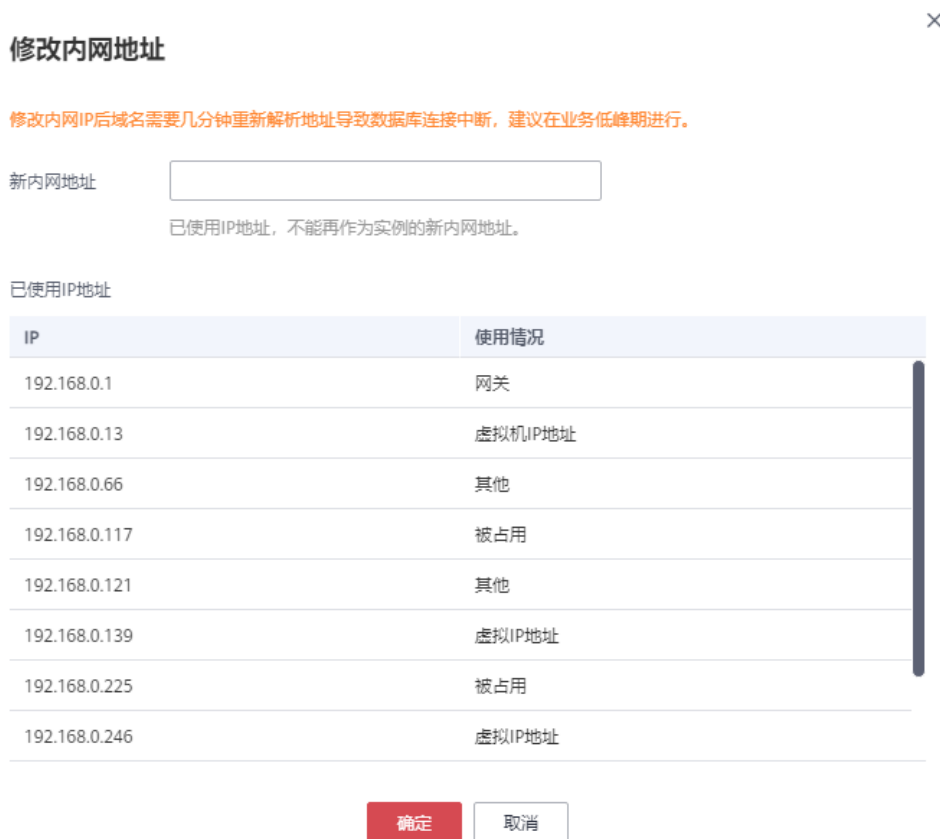 修改内网地址
修改内网IP后域名需要几分钟重新解析地址导致数据库连接中断，建议在业务低峰期进行。
新内网地址
已使用IP地址，不能再作为实例的新内网地址。
已使用IP地址
IP 使用情况
192.168.0.1 网关
192.168.0.13 虚拟机IP地址
192.168.0.66 其他
192.168.0.117 被占用
192.168.0.121 其他
192.168.0.139 虚拟IP地址
192.168.0.225 被占用
192.168.0.246 虚拟IP地址
确定 取消